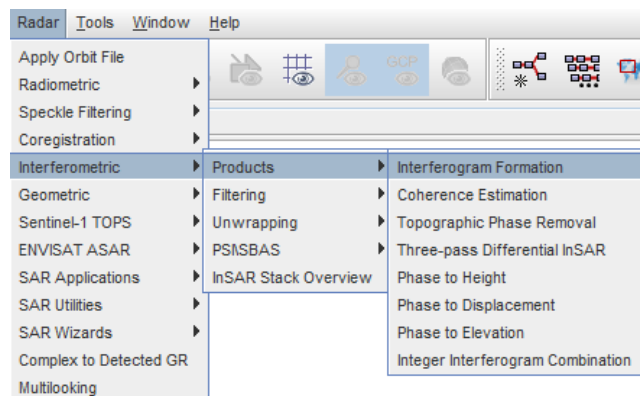 Radar Tools Window Help
Apply Orbit File
Radiometric
Speckle Filtering
Coregistration
Interferometric
Geometric
Sentinel-1 TOPS
ENVISAT ASAR
SAR Applications
SAR Utilities
SAR Wizards
Complex to Detected GR
Multilooking
Products
Filtering
Unwrapping
PSI\SBAS
InSAR Stack Overview
Interferogram Formation
Coherence Estimation
Topographic Phase Removal
Three-pass Differential InSAR
Phase to Height
Phase to Displacement
Phase to Elevation
Integer Interferogram Combination
GCP